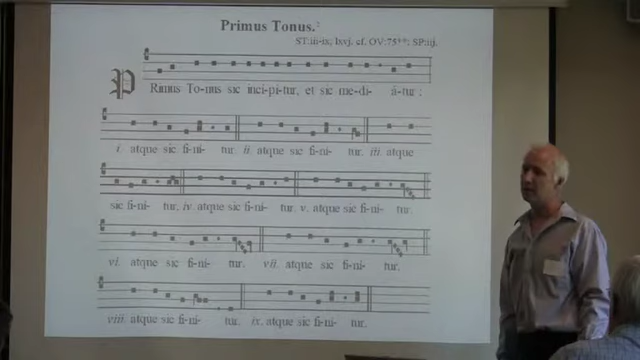 Primus Tonus.²
ST:iii-ix; lxvj. cf. OV:75**; SP:iij.
PRimus To-nus sic inci-pi-tur, et sic me-di- á-tur :
i. atque sic fi-ni- tur. ii. atque sic fi-ni- tur. iii. atque
sic fi-ni- tur. iv. atque sic fi-ni- tur. v. atque sic fi-ni- tur.
vi. atque sic fi-ni- tur. vii. atque sic fi-ni- tur.
viii. atque sic fi-ni- tur. ix. atque sic fi-ni- tur.